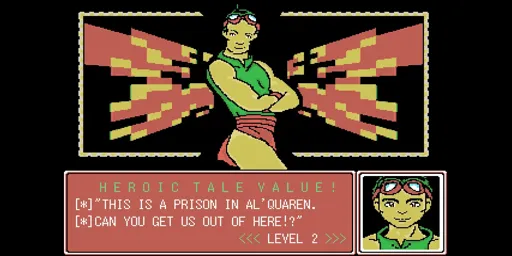 HEROIC TALE VALUE!
[*]"THIS IS A PRISON IN AL'QUAREN.
[*]CAN YOU GET US OUT OF HERE!?"
<<< LEVEL 2 >>>